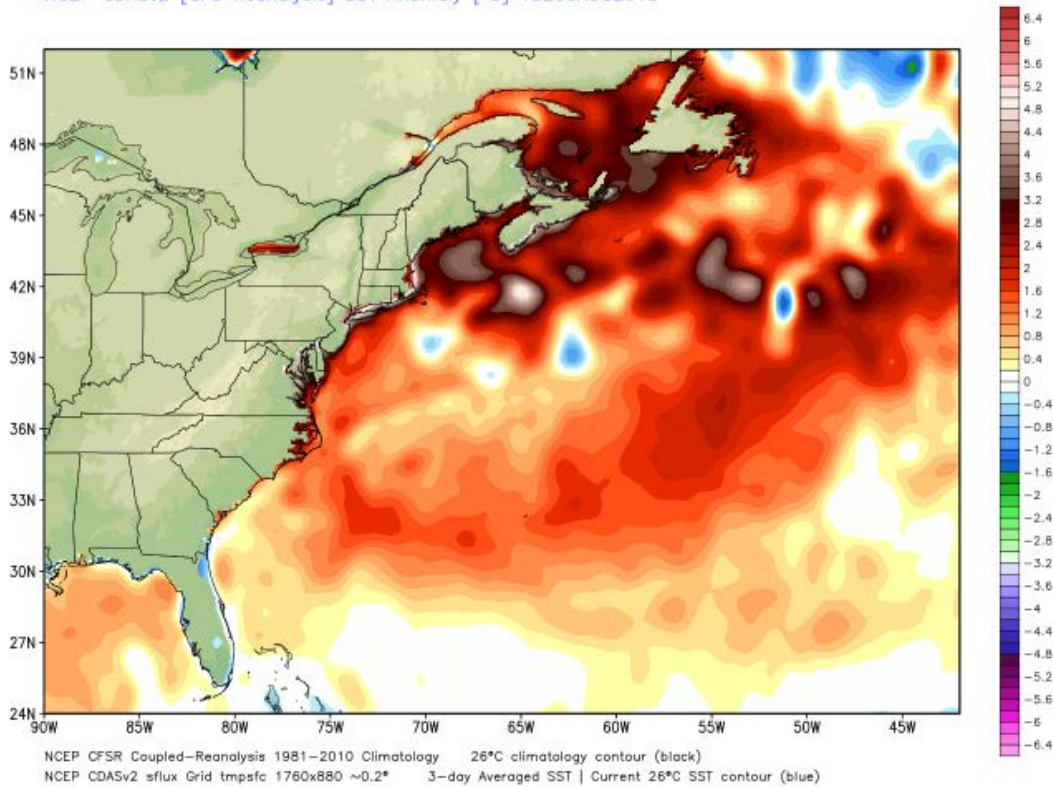 51N
48N
45N
42N
39N
36N
33N
30N
27N
24N
90W 85W 80W 75W 70W 65W 60W 55W 50W 45W
6.4
6
5.6
5.2
4.8
4.4
4
3.6
3.2
2.8
2.4
2
1.6
1.2
0.8
0.4
0
-0.4
-0.8
-1.2
-1.6
-2
-2.4
-2.8
-3.2
-3.6
-4
-4.4
-4.8
-5.2
-5.6
-6
-6.4
NCEP CFSR Coupled-Reanalysis 1981-2010 Climatology 26°C climatology contour (black)
NCEP CDASv2 sflux Grid tmpsfc 1760x880 ~0.2° 3-day Averaged SST | Current 26°C SST contour (blue)